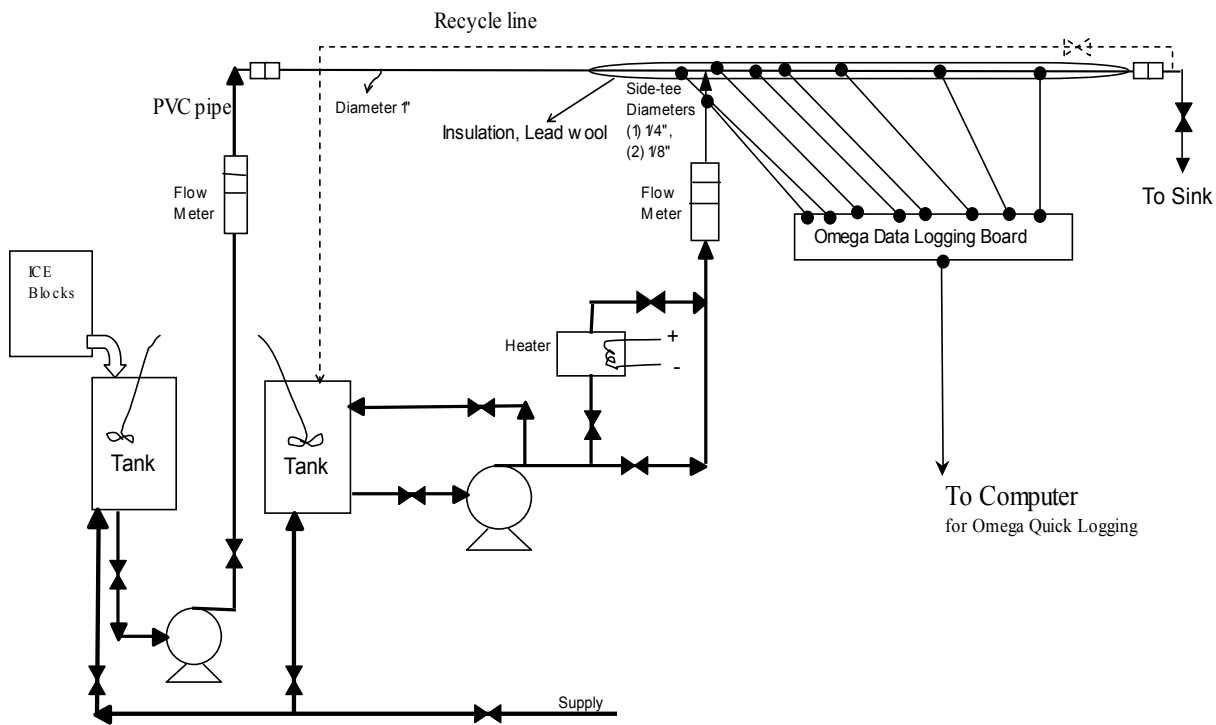 Recycle line
PVC pipe
Diameter 1"
Insulation, Lead wool
Side-tee
Diameters
(1) 1/4",
(2) 1/8"
Flow
Meter
Flow
Meter
To Sink
Omega Data Logging Board
ICE
Blocks
Heater
+
-
Tank
Tank
To Computer
for Omega Quick Logging
Supply